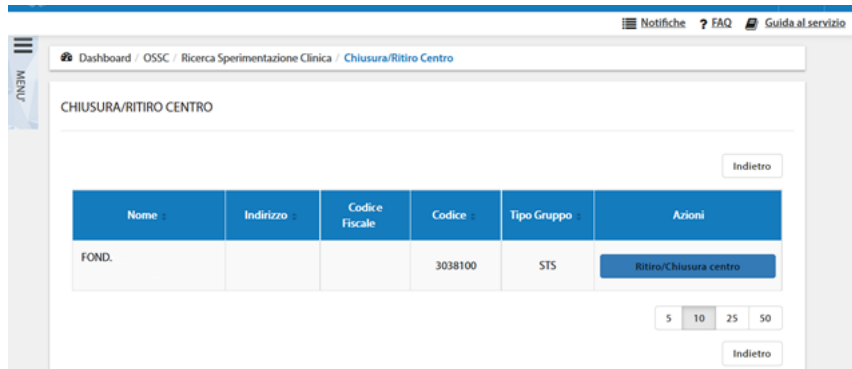 Notifiche ? FAQ Guida al servizio
MENU'
Dashboard / OSSC / Ricerca Sperimentazione Clinica / Chiusura/Ritiro Centro
CHIUSURA/RITIRO CENTRO
Indietro
Nome Indirizzo Codice Fiscale Codice Tipo Gruppo Azioni
FOND. 3038100 STS Ritiro/Chiusura centro
5 10 25 50
Indietro